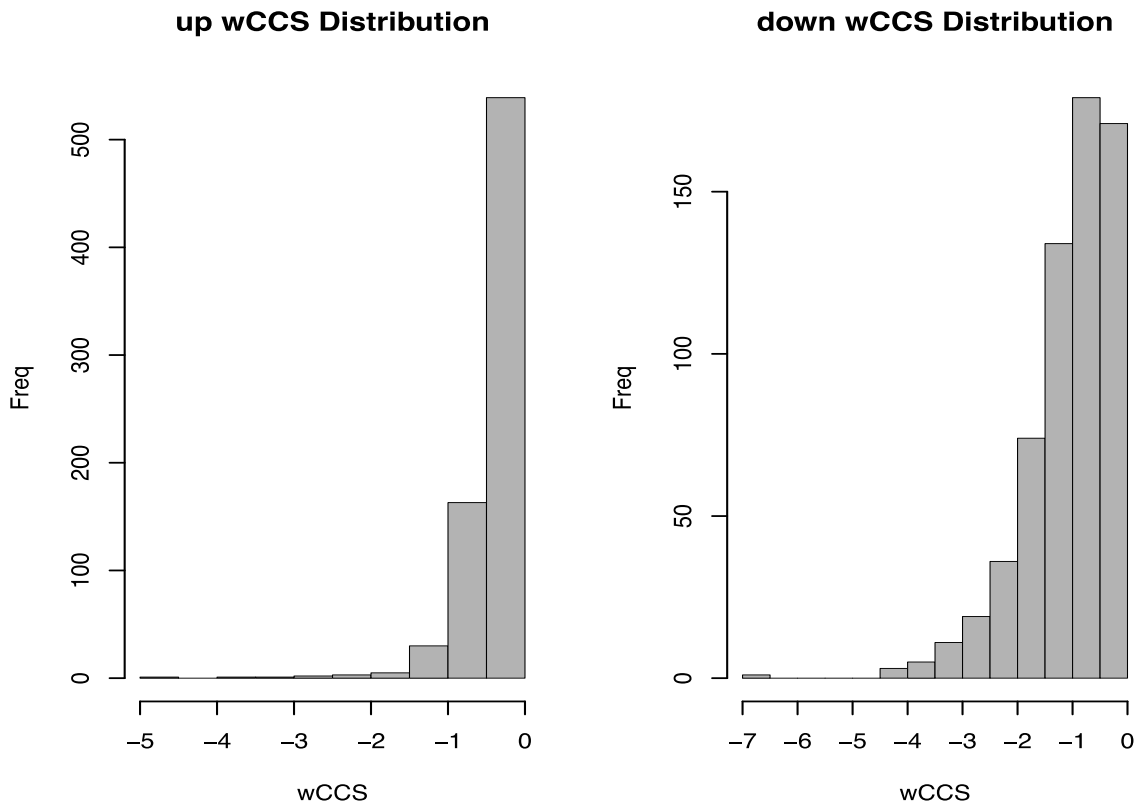 up wCCS Distribution
Freq
500
400
300
200
100
0
−5 −4 −3 −2 −1 0
wCCS
down wCCS Distribution
Freq
150
100
50
0
−7 −6 −5 −4 −3 −2 −1 0
wCCS